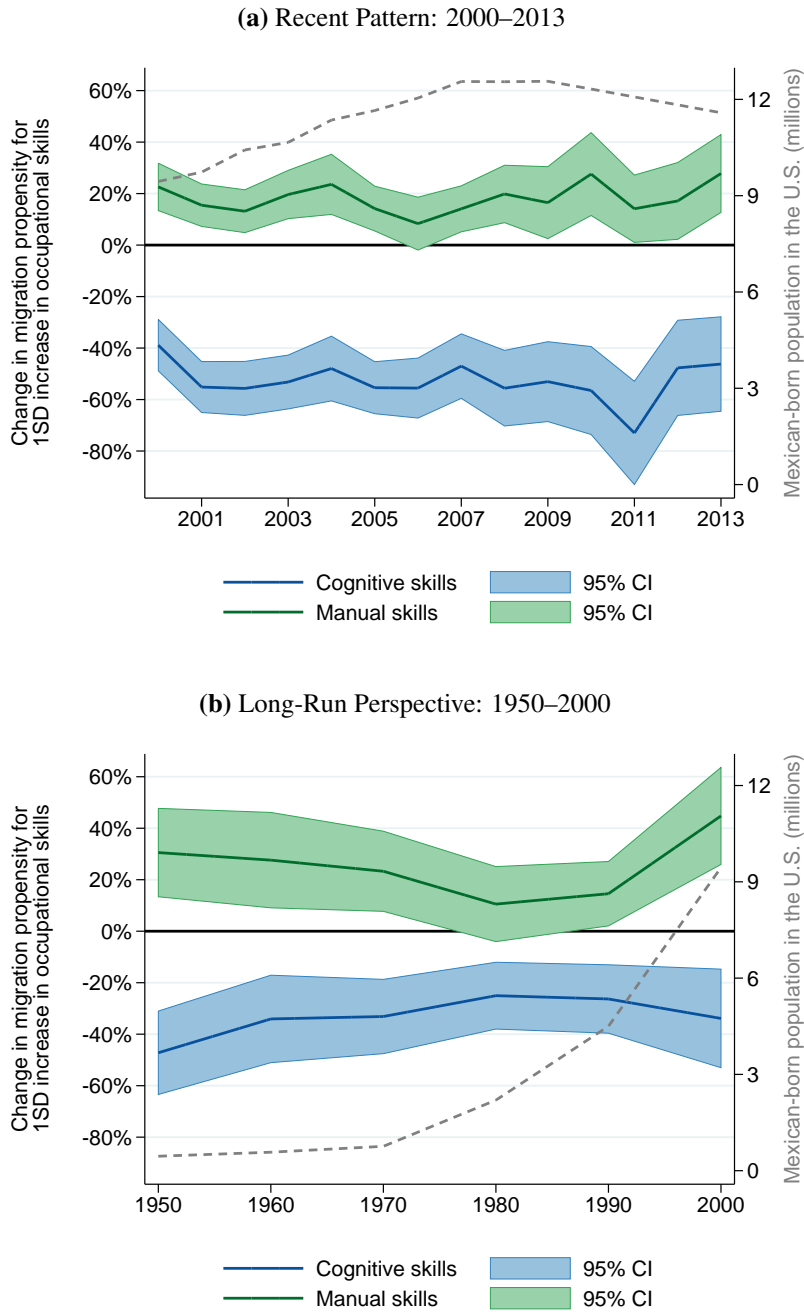 (a) Recent Pattern: 2000–2013
Change in migration propensity for
1SD increase in occupational skills
60%
40%
20%
0%
-20%
-40%
-60%
-80%
12
9
6
3
0
Mexican-born population in the U.S. (millions)
2001 2003 2005 2007 2009 2011 2013
Cognitive skills 95% CI
Manual skills 95% CI
(b) Long-Run Perspective: 1950–2000
Change in migration propensity for
1SD increase in occupational skills
60%
40%
20%
0%
-20%
-40%
-60%
-80%
12
9
6
3
0
Mexican-born population in the U.S. (millions)
1950 1960 1970 1980 1990 2000
Cognitive skills 95% CI
Manual skills 95% CI